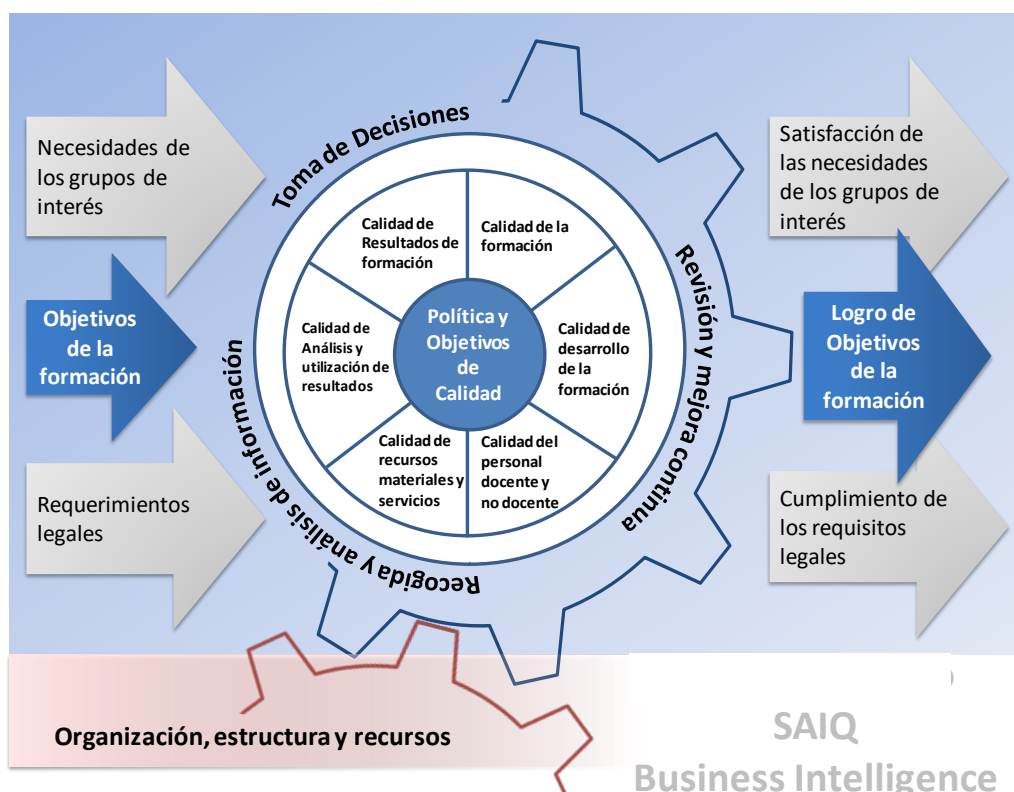 Necesidades de
los grupos de
interés
Objetivos
de la
formación
Requerimientos
legales
Toma de Decisiones
Revisión y mejora continua
Recogida y análisis de información
Calidad de
Resultados de
formación
Calidad de la
formación
Calidad de
Análisis y
utilización de
resultados
Política y
Objetivos
de
Calidad
Calidad de
desarrollo
de la
formación
Calidad de
recursos
materiales y
servicios
Calidad del
personal
docente y
no docente
Satisfacción de
las necesidades
de los grupos de
interés
Logro de
Objetivos
de la
formación
Cumplimiento de
los requisitos
legales
Organización, estructura y recursos
SAIQ
Business Intelligence